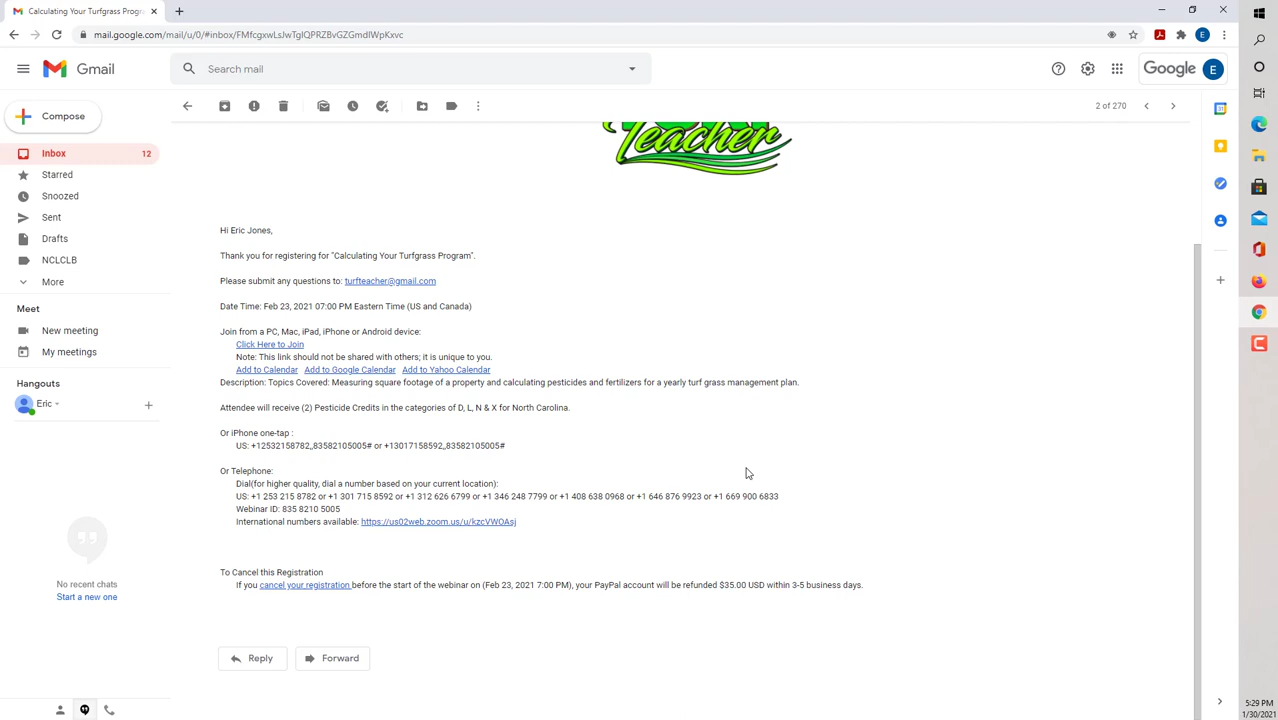 Calculating Your Turfgrass Progr
mail.google.com/mail/u/0/#inbox/FMfcgxwLsJwTglQPRZBvGZGmdlWpKxvc
E
Gmail
Search mail
Google
E
Compose
2 of 270
Inbox 12
Starred
Snoozed
Sent
Drafts
NCLCLB
More
Meet
New meeting
My meetings
Hangouts
Eric
No recent chats
Start a new one
Teacher
Hi Eric Jones,
Thank you for registering for "Calculating Your Turfgrass Program".
Please submit any questions to: turfteacher@gmail.com
Date Time: Feb 23, 2021 07:00 PM Eastern Time (US and Canada)
Join from a PC, Mac, iPad, iPhone or Android device:
Click Here to Join
Note: This link should not be shared with others; it is unique to you.
Add to Calendar Add to Google Calendar Add to Yahoo Calendar
Description: Topics Covered: Measuring square footage of a property and calculating pesticides and fertilizers for a yearly turf grass management plan.
Attendee will receive (2) Pesticide Credits in the categories of D, L, N & X for North Carolina.
Or iPhone one-tap :
US: +12532158782,,83582105005# or +13017158592,,83582105005#
Or Telephone:
Dial(for higher quality, dial a number based on your current location):
US: +1 253 215 8782 or +1 301 715 8592 or +1 312 626 6799 or +1 346 248 7799 or +1 408 638 0968 or +1 646 876 9923 or +1 669 900 6833
Webinar ID: 835 8210 5005
International numbers available: https://us02web.zoom.us/u/kzcVWOAsj
To Cancel this Registration
If you cancel your registration before the start of the webinar on (Feb 23, 2021 7:00 PM), your PayPal account will be refunded $35.00 USD within 3-5 business days.
Reply
Forward
5:29 PM
1/30/2021